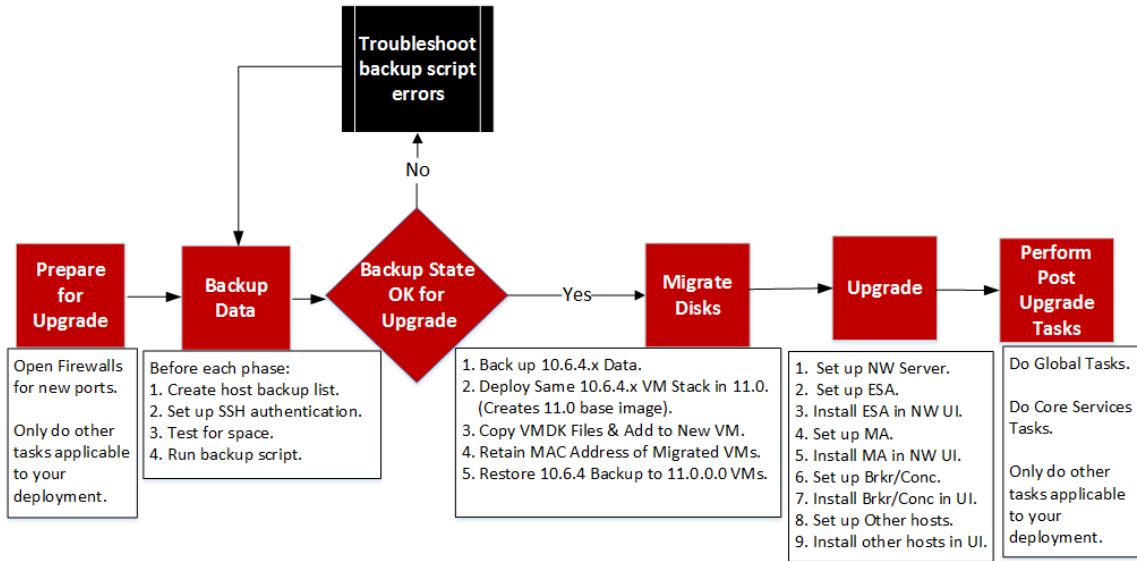 Troubleshoot
backup script
errors
No
Prepare
for
Upgrade
Backup
Data
Backup State
OK for
Upgrade
Yes
Migrate
Disks
Upgrade
Perform
Post
Upgrade
Tasks
Open Firewalls
for new ports.
Only do other
tasks applicable
to your
deployment.
Before each phase:
1. Create host backup list.
2. Set up SSH authentication.
3. Test for space.
4. Run backup script.
1. Back up 10.6.4.x Data.
2. Deploy Same 10.6.4.x VM Stack in 11.0.
(Creates 11.0 base image).
3. Copy VMDK Files & Add to New VM.
4. Retain MAC Address of Migrated VMs.
5. Restore 10.6.4 Backup to 11.0.0.0 VMs.
1. Set up NW Server.
2. Set up ESA.
3. Install ESA in NW UI.
4. Set up MA.
5. Install MA in NW UI.
6. Set up Brkr/Conc.
7. Install Brkr/Conc in UI.
8. Set up Other hosts.
9. Install other hosts in UI.
Do Global Tasks.
Do Core Services
Tasks.
Only do other
tasks applicable
to your
deployment.